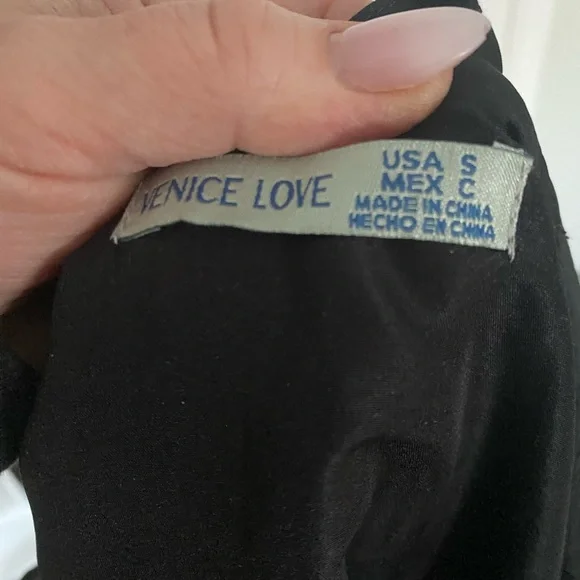 VENICE LOVE
USA S
MEX C
MADE IN CHINA
HECHO EN CHINA